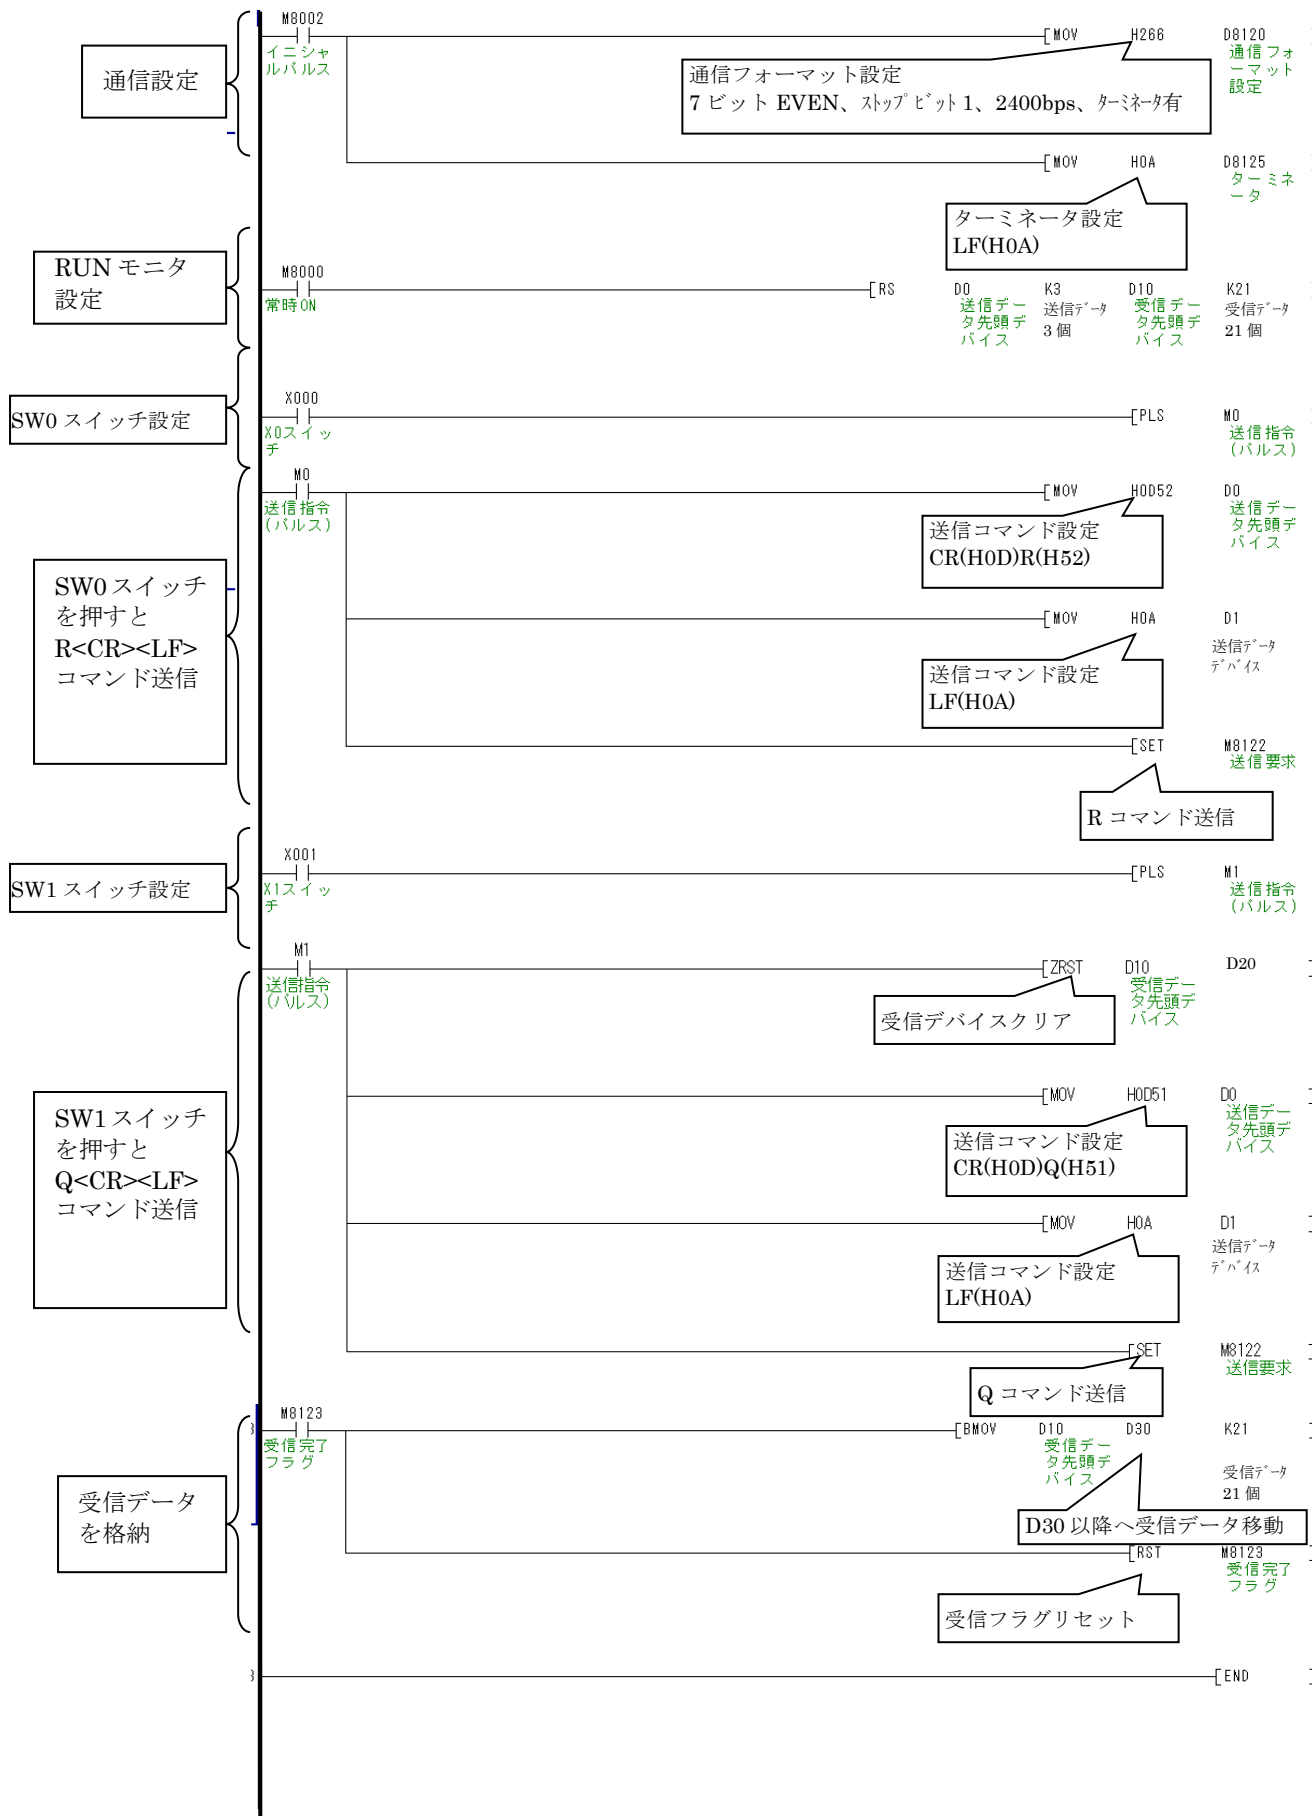 M8002
イニシャ
ルパルス
通信設定
MOV H266 D8120
通信フォ
ーマット
設定
通信フォーマット設定
7 ビット EVEN、ストップビット 1、2400bps、ターミネータ有
MOV H0A D8125
ターミネ
ータ
ターミネータ設定
LF(H0A)
RUN モニタ
設定
M8000
常時ON
RS D0 K3 D10 K21
送信デー
タ先頭デ
バイス
送信データ
3 個
受信デー
タ先頭デ
バイス
受信データ
21 個
SW0 スイッチ設定
X000
X0スイッ
チ
PLS M0
送信指令
(パルス)
M0
送信指令
(パルス)
MOV H0D52 D0
送信デー
タ先頭デ
バイス
送信コマンド設定
CR(H0D)R(H52)
SW0 スイッチ
を押すと
R<CR><LF>
コマンド送信
MOV H0A D1
送信データ
デバイス
送信コマンド設定
LF(H0A)
SET M8122
送信要求
R コマンド送信
SW1 スイッチ設定
X001
X1スイッ
チ
PLS M1
送信指令
(パルス)
M1
送信指令
(パルス)
ZRST D10 D20
受信デー
タ先頭デ
バイス
受信デバイスクリア
SW1 スイッチ
を押すと
Q<CR><LF>
コマンド送信
MOV H0D51 D0
送信デー
タ先頭デ
バイス
送信コマンド設定
CR(H0D)Q(H51)
MOV H0A D1
送信データ
デバイス
送信コマンド設定
LF(H0A)
SET M8122
送信要求
Q コマンド送信
M8123
受信完了
フラグ
BMOV D10 D30 K21
受信デー
タ先頭デ
バイス
受信データ
21 個
受信データ
を格納
D30 以降へ受信データ移動
RST M8123
受信完了
フラグ
受信フラグリセット
END